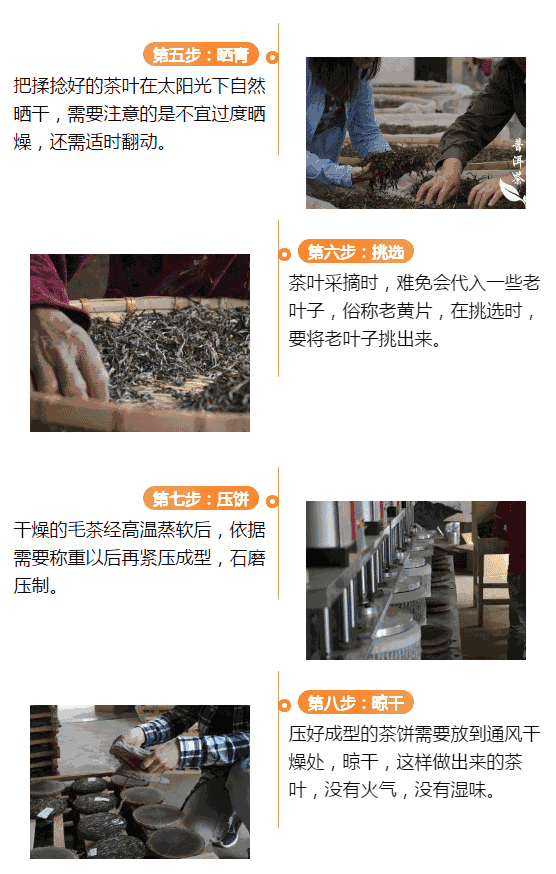 第五步：晒青
把揉捻好的茶叶在太阳光下自然
晒干，需要注意的是不宜过度晒
燥，还需适时翻动。
普洱茶
第六步：挑选
茶叶采摘时，难免会代入一些老
叶子，俗称老黄片，在挑选时，
要将老叶子挑出来。
第七步：压饼
干燥的毛茶经高温蒸软后，依据
需要称重以后再紧压成型，石磨
压制。
第八步：晾干
压好成型的茶饼需要放到通风干
燥处，晾干，这样做出来的茶
叶，没有火气，没有湿味。